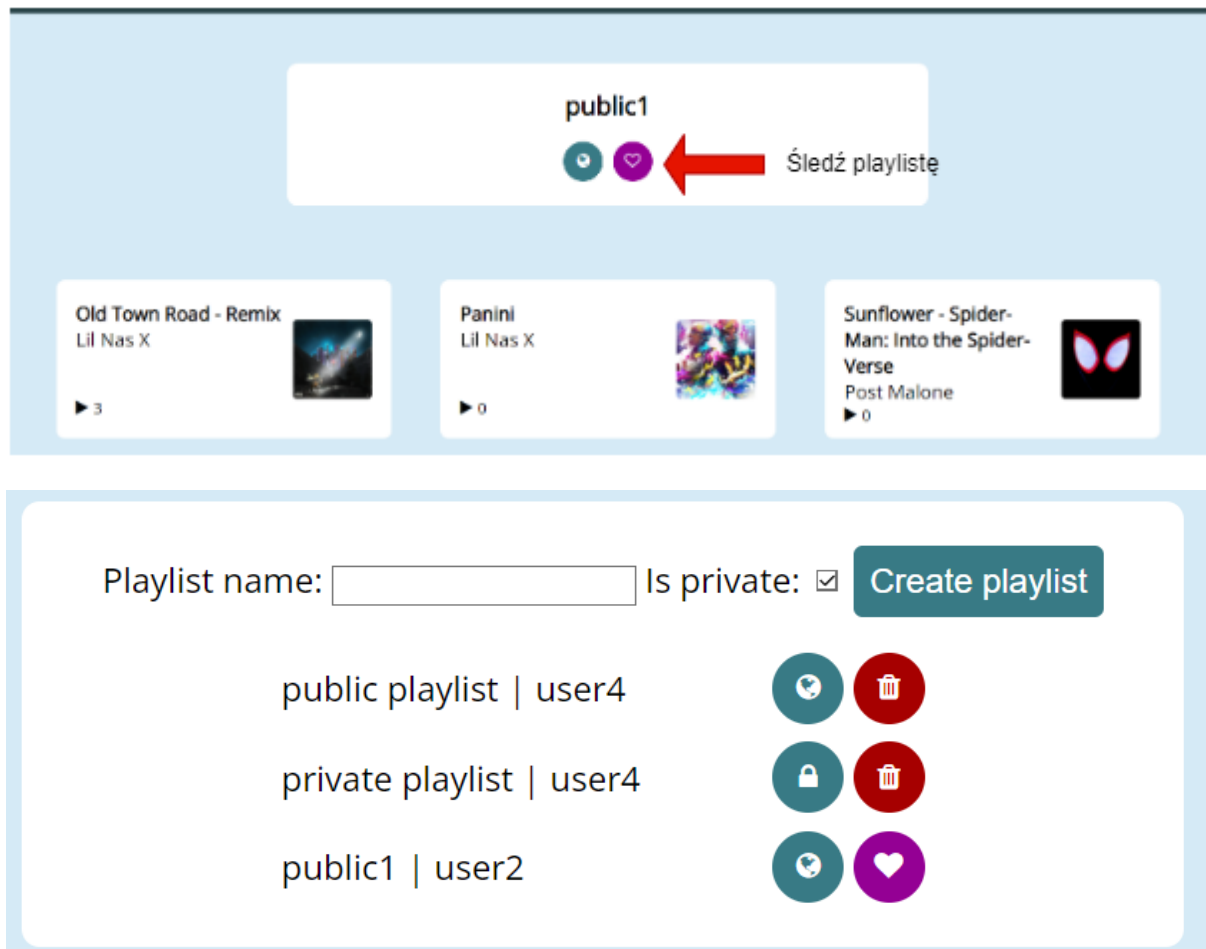 public1
Śledź playlistę
Old Town Road - Remix
Lil Nas X
3
Panini
Lil Nas X
0
Sunflower - Spider-
Man: Into the Spider-
Verse
Post Malone
0
Playlist name: Is private: Create playlist
public playlist | user4
private playlist | user4
public1 | user2